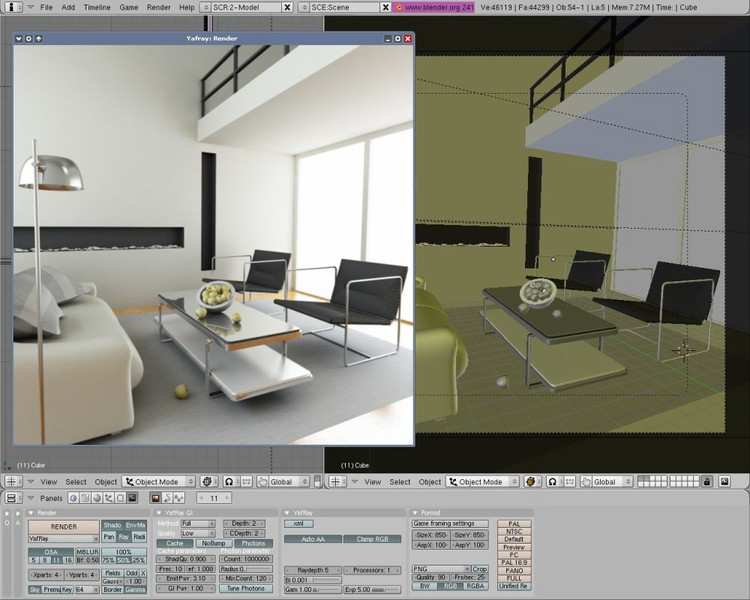 File Add Timeline Game Render Help SCR:2-Model SCE:Scene www.blender.org 241 Ve:46119 | Fa:44299 | Ob:54-1 | La:5 | Mem:7.27M | Time: | Cube
Yafray: Render
(11) Cube
(11) Cube
View Select Object Object Mode Global
View Select Object Object Mode Global
Panels 11
Render
YafRay GI
YafRay
Format
RENDER
YafRay
OSA
5 8 11 16
MBLUR
Bf: 0.50
Xparts: 4 Yparts: 4
Sky Premul Key 64
Shado EnvMa
Pan Ray Radi
100%
75% 50% 25%
Fields Odd X
Gauss 1.00
Border Gamma
Method Full
Quality Low
Depth: 2
CDepth: 2
Cache NoBump Photons
Cache parameters Photon parameter
ShadQu: 0.900
Prec: 10
EmitPwr: 3.10
GI Pwr: 1.00
Count: 1000000
MixCount: 120
Tune Photons
xml
Auto AA Clamp RGB
Raydepth 5 Processors: 1
Bi 0.001
Gam 1.00 Exp 5.00
Game framing settings
SizeX: 850 SizeY: 850
AspX: 100 AspY: 100
PNG Crop
Quality: 90 Frs/sec: 25
BW RGB RGBA
PAL
NTSC
Default
Preview
PC
PAL 16:9
PANO
FULL
Unified Re